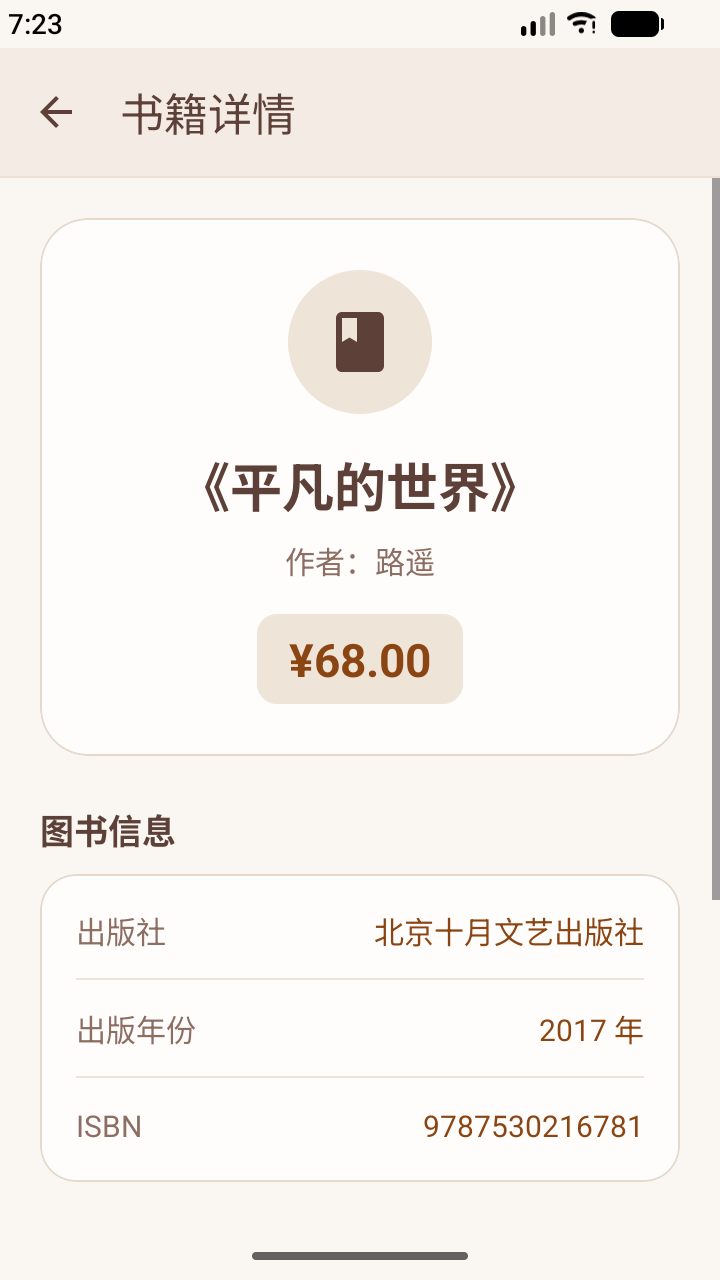 7:23
书籍详情
《平凡的世界》
作者：路遥
¥68.00
图书信息
出版社 北京十月文艺出版社
出版年份 2017 年
ISBN 9787530216781